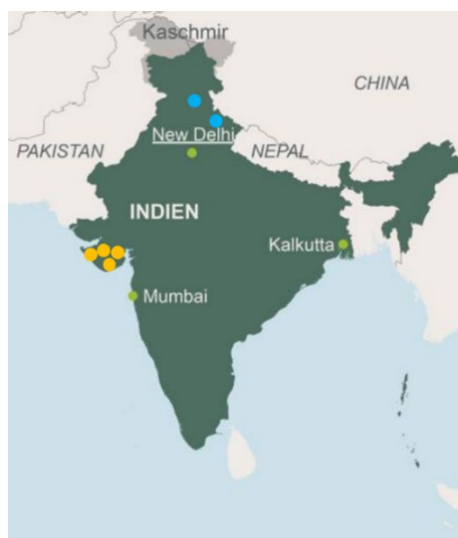 Kaschmir
CHINA
New Delhi
PAKISTAN
NEPAL
INDIEN
Kalkutta
Mumbai